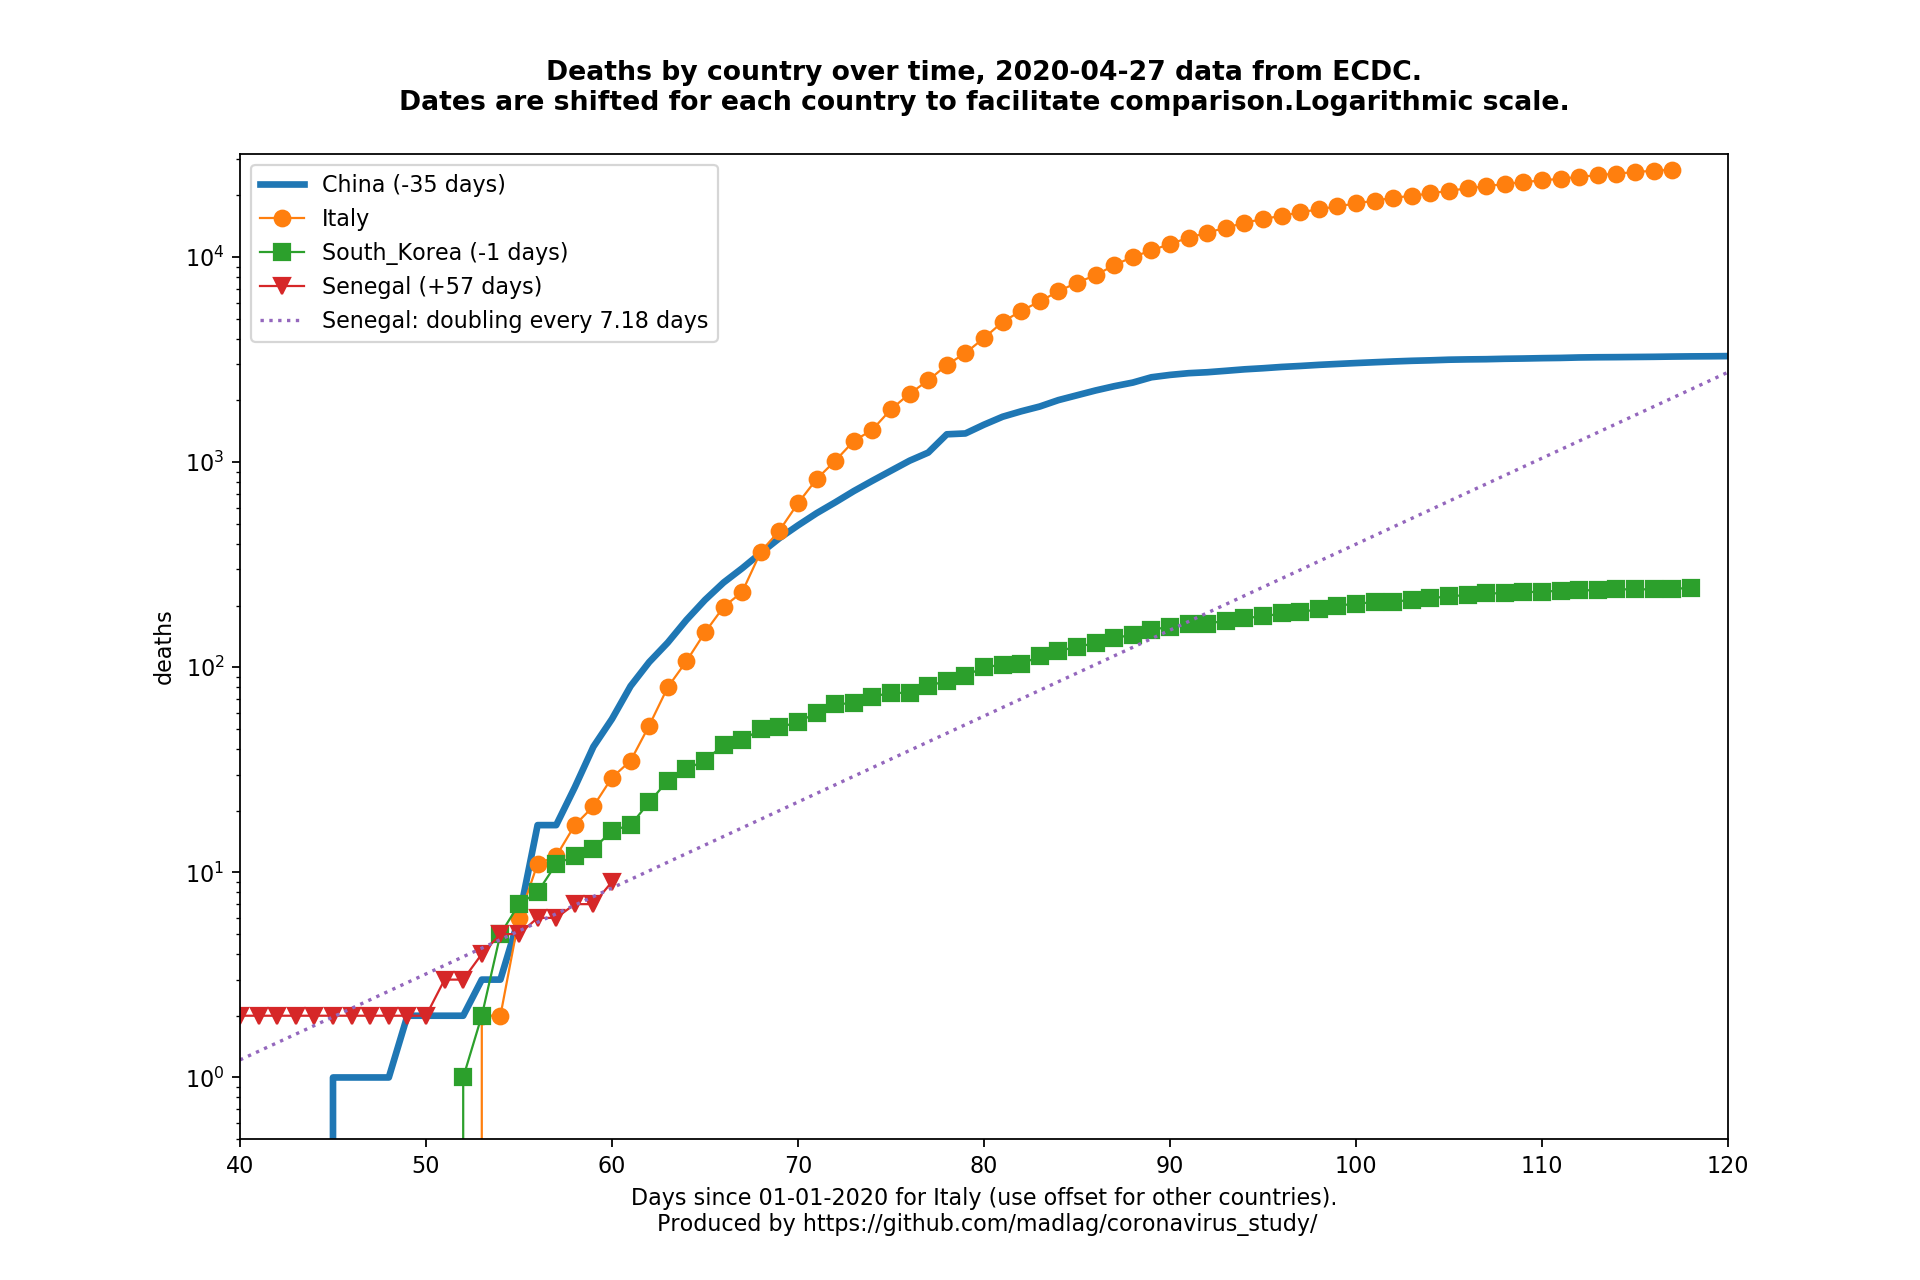 Deaths by country over time, 2020-04-27 data from ECDC.
Dates are shifted for each country to facilitate comparison.Logarithmic scale.
China (-35 days)
Italy
South_Korea (-1 days)
Senegal (+57 days)
Senegal: doubling every 7.18 days
deaths
10⁴
10³
10²
10¹
10⁰
40 50 60 70 80 90 100 110 120
Days since 01-01-2020 for Italy (use offset for other countries).
Produced by https://github.com/madlag/coronavirus_study/